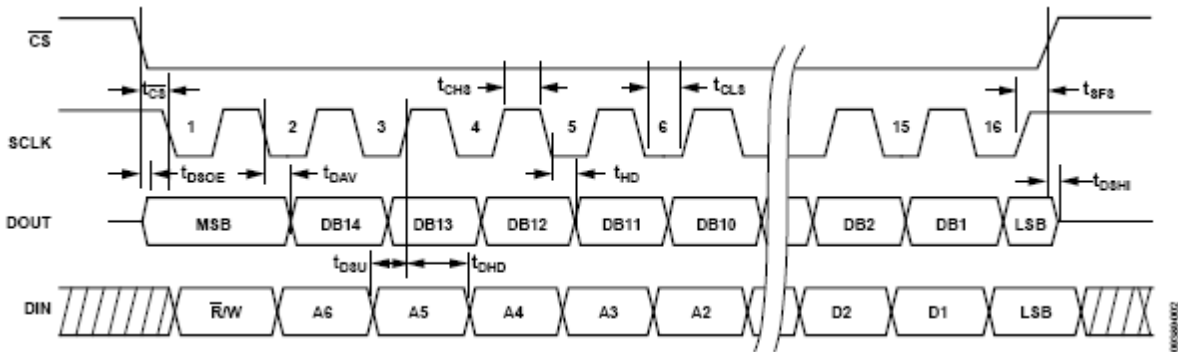 CS
tCS tCHS tCLS tSFS
SCLK 1 2 3 4 5 6 15 16
tDSOE tDAV tHD tDSHI
DOUT MSB DB14 DB13 DB12 DB11 DB10 DB2 DB1 LSB
tDSU tDHD
DIN R/W A6 A5 A4 A3 A2 D2 D1 LSB